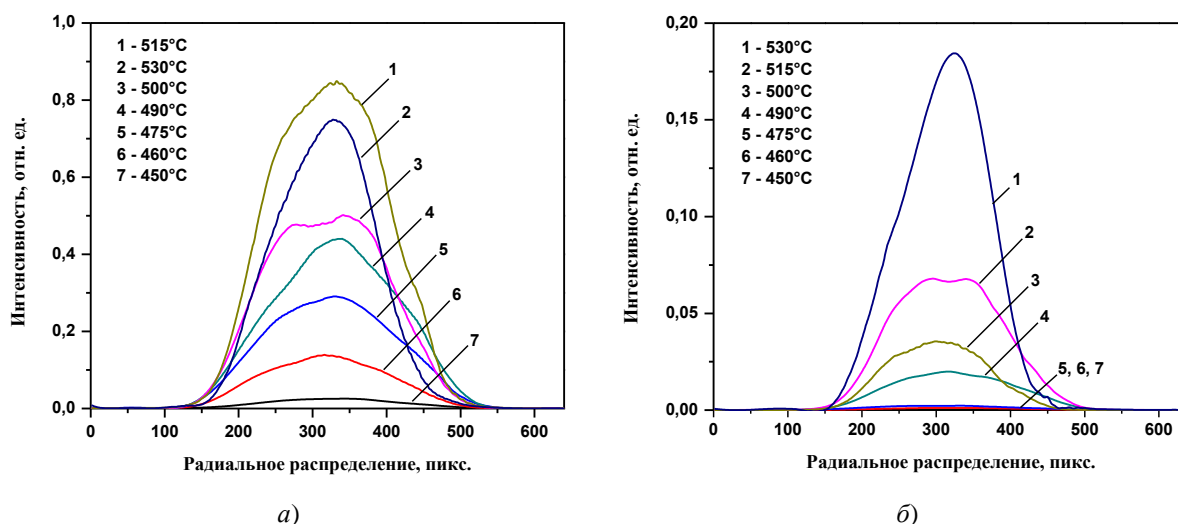 1,0
0,8
0,6
0,4
0,2
0,0
Интенсивность, отн. ед.
1 - 515°C
2 - 530°C
3 - 500°C
4 - 490°C
5 - 475°C
6 - 460°C
7 - 450°C
1
2
3
4
5
6
7
0 100 200 300 400 500 600
Радиальное распределение, пикс.
а)
0,20
0,15
0,10
0,05
0,00
Интенсивность, отн. ед.
1 - 530°C
2 - 515°C
3 - 500°C
4 - 490°C
5 - 475°C
6 - 460°C
7 - 450°C
1
2
3
4
5, 6, 7
0 100 200 300 400 500 600
Радиальное распределение, пикс.
б)